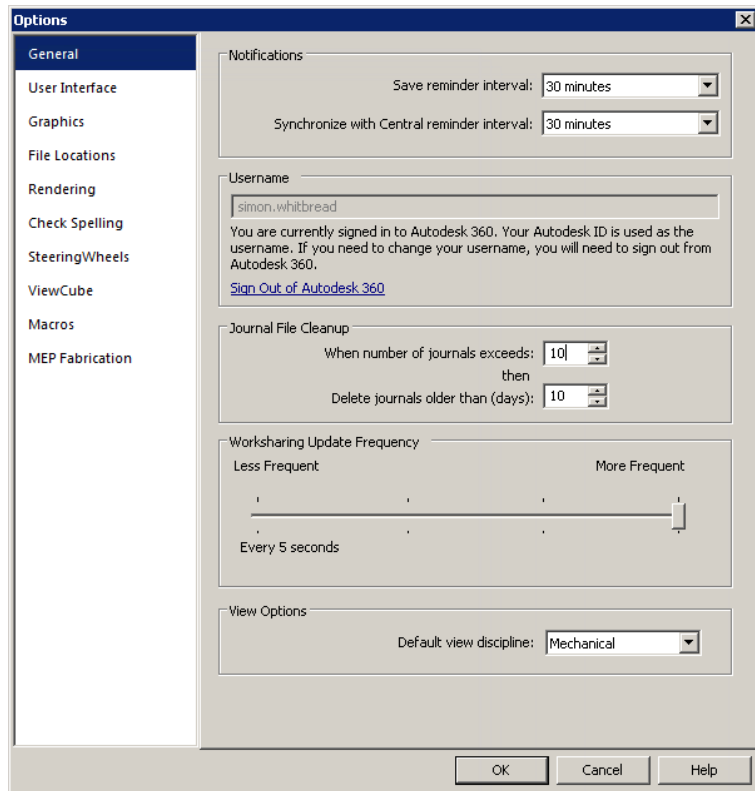 Options
General
User Interface
Graphics
File Locations
Rendering
Check Spelling
SteeringWheels
ViewCube
Macros
MEP Fabrication
Notifications
Save reminder interval: 30 minutes
Synchronize with Central reminder interval: 30 minutes
Username
simon.whitbread
You are currently signed in to Autodesk 360. Your Autodesk ID is used as the
username. If you need to change your username, you will need to sign out from
Autodesk 360.
Sign Out of Autodesk 360
Journal File Cleanup
When number of journals exceeds: 10
then
Delete journals older than (days): 10
Worksharing Update Frequency
Less Frequent More Frequent
Every 5 seconds
View Options
Default view discipline: Mechanical
OK Cancel Help